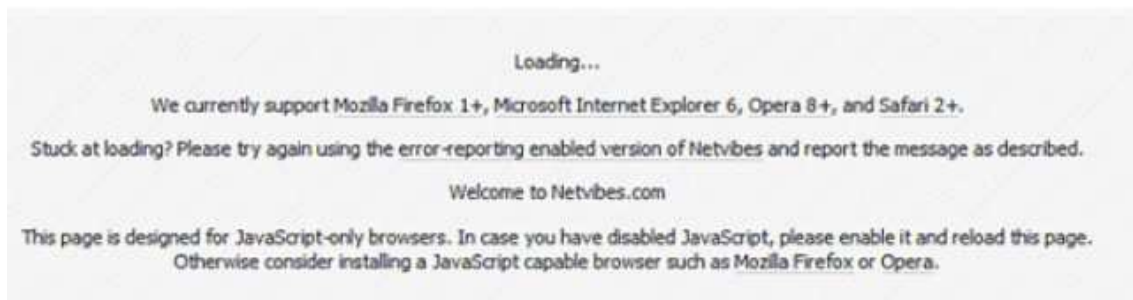 Loading...
We currently support Mozilla Firefox 1+, Microsoft Internet Explorer 6, Opera 8+, and Safari 2+.
Stuck at loading? Please try again using the error-reporting enabled version of Netvibes and report the message as described.
Welcome to Netvibes.com
This page is designed for JavaScript-only browsers. In case you have disabled JavaScript, please enable it and reload this page.
Otherwise consider installing a JavaScript capable browser such as Mozilla Firefox or Opera.